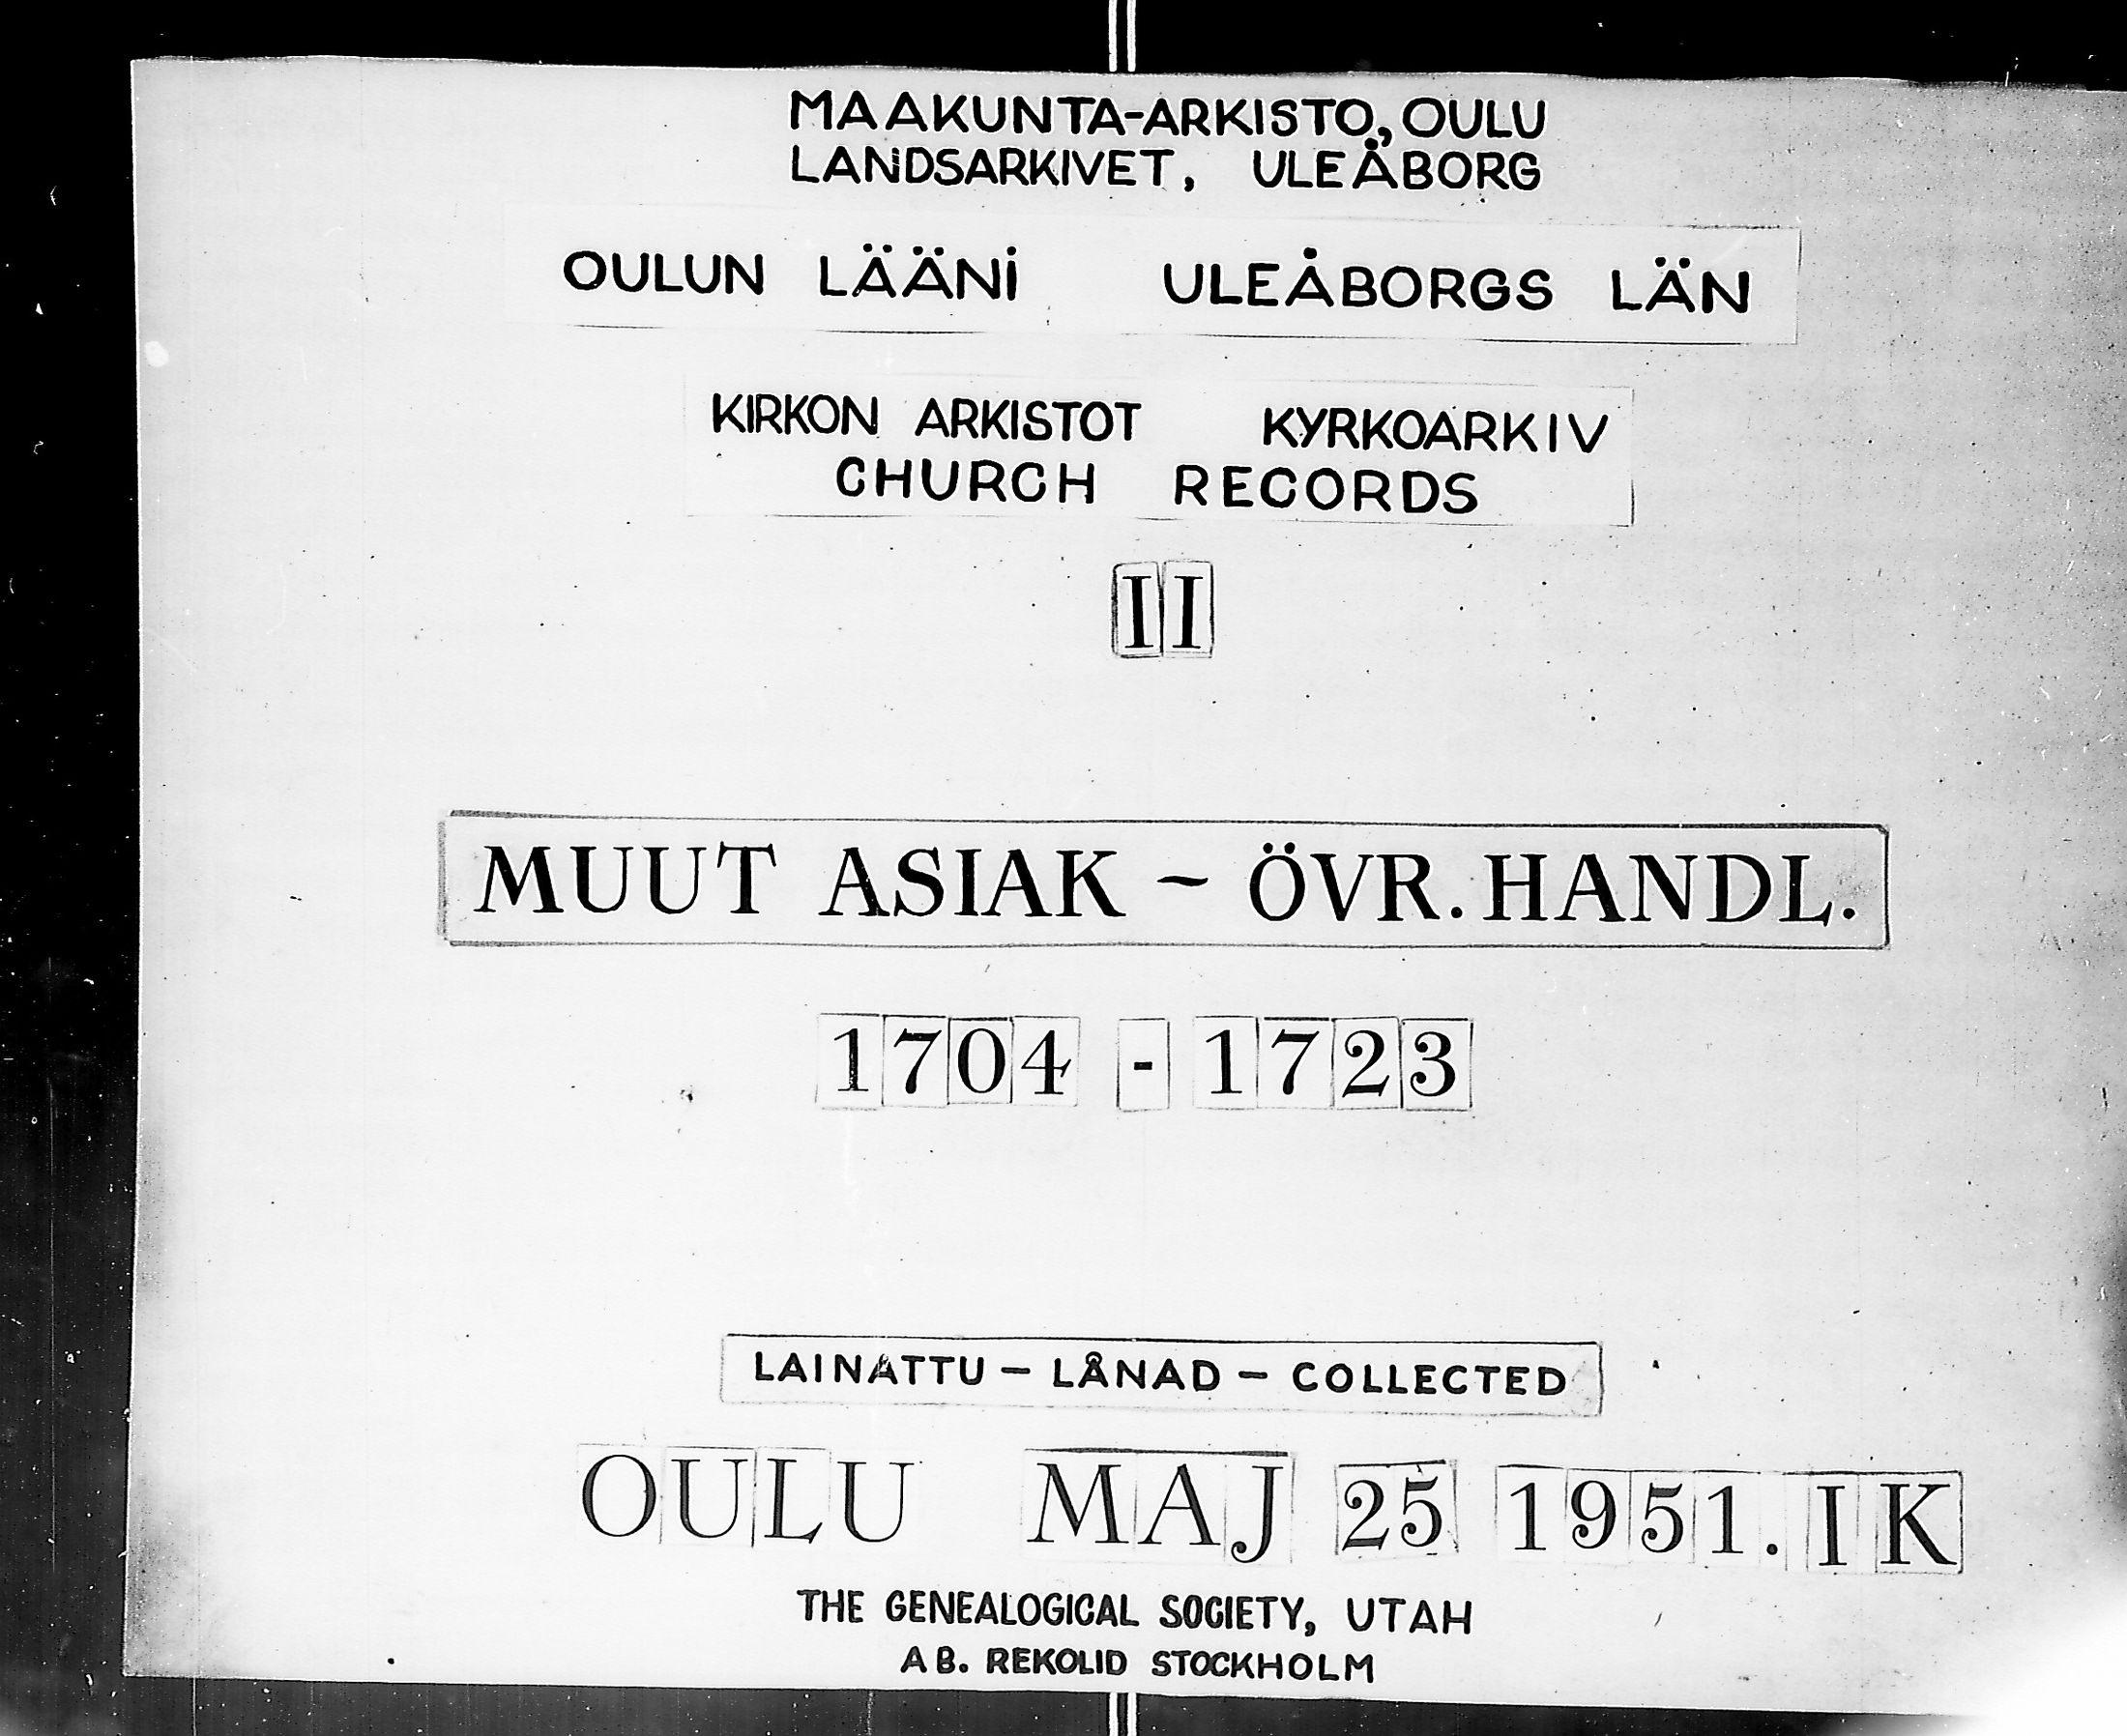 MAAKUNTA-ARKISTO, OULU
LANDSARKIVET, ULEÅBORG
OULUN LÄÄNI ULEÅBORGS LÄN
KIRKON ARKISTOT KYRKOARKIV
CHURCH RECORDS
II
MUUT ASIAK - ÖVR. HANDL.
1704 - 1723
LAINATTU - LÅNAD - COLLECTED
OULU MAJ 25 1951. IK
THE GENEALOGICAL SOCIETY, UTAH
AB. REKOLID STOCKHOLM